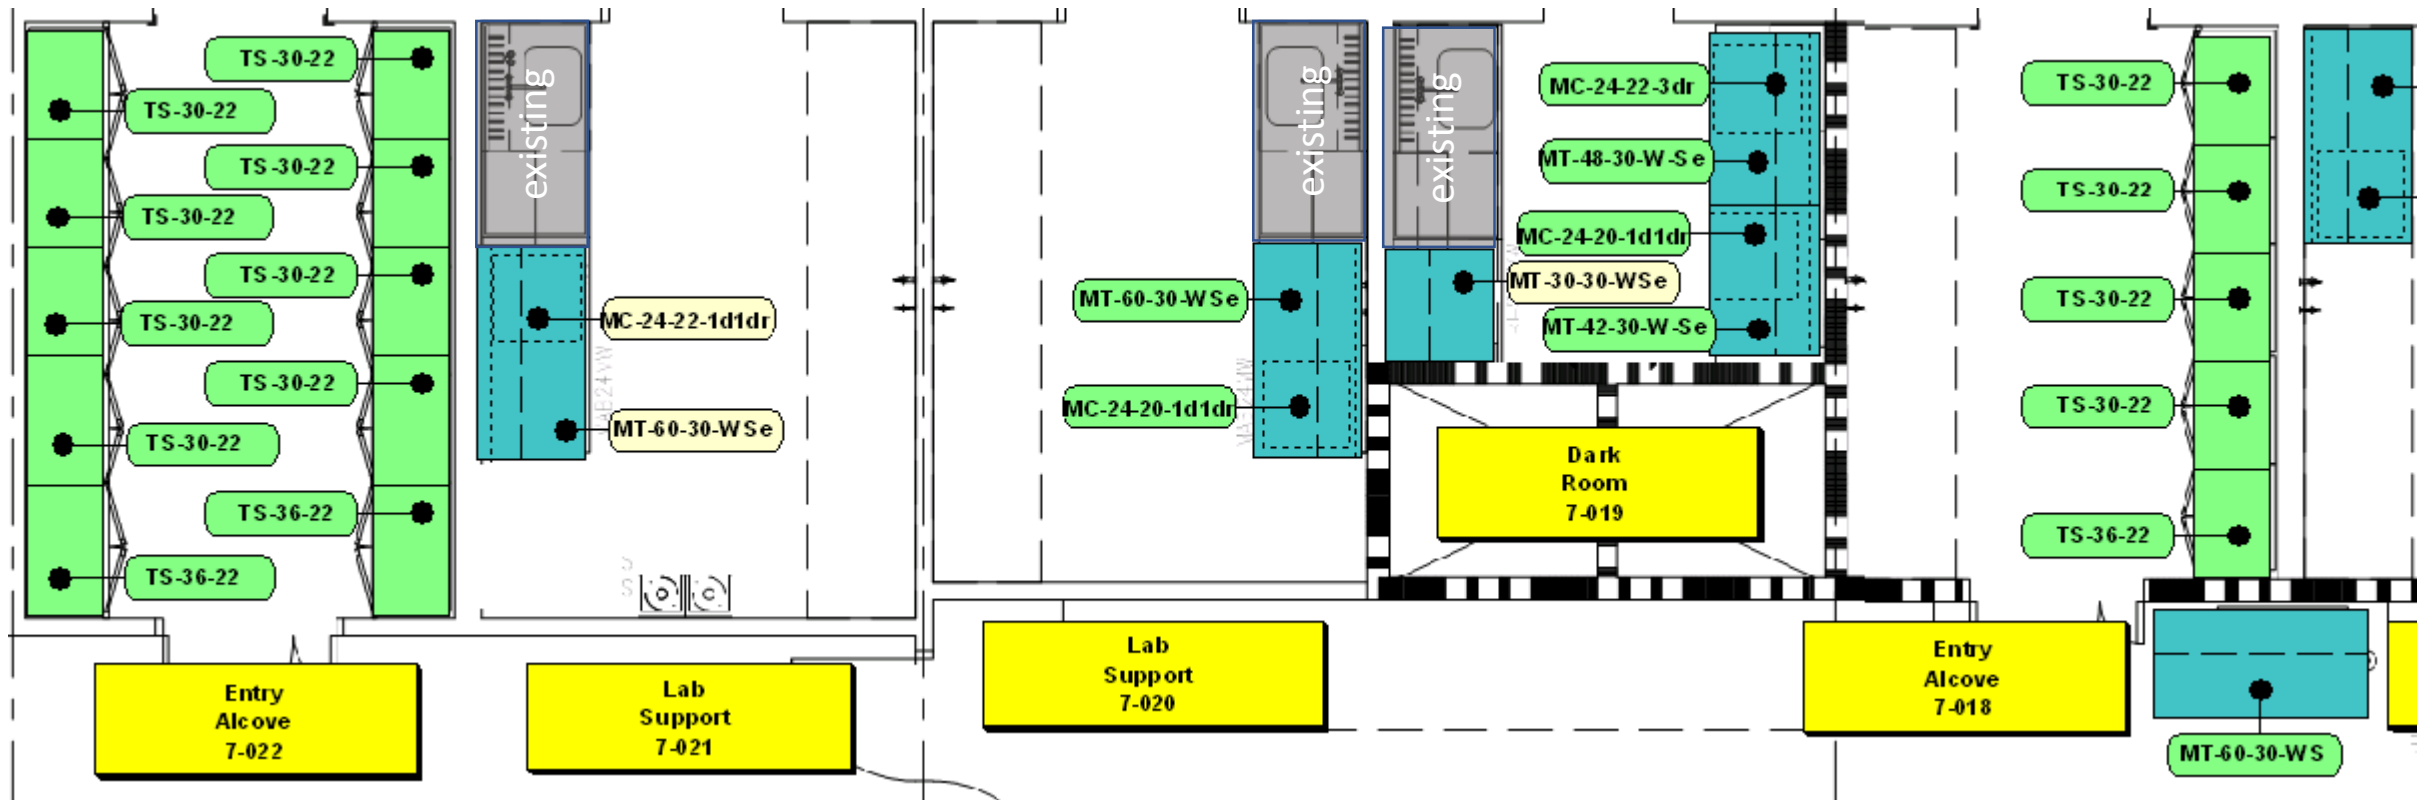 TS-30-22
TS-30-22
TS-30-22
TS-30-22
TS-36-22
TS-30-22
TS-30-22
TS-30-22
TS-30-22
TS-36-22
existing
MC-24-22-1d1dr
MT-60-30-WSe
existing
MT-60-30-WSe
MC-24-20-1d1dr
existing
MC-24-22-3dr
MT-48-30-W-Se
MC-24-20-1d1dr
MT-30-30-WSe
MT-42-30-W-Se
Dark
Room
7-019
TS-30-22
TS-30-22
TS-30-22
TS-30-22
TS-36-22
Entry
Alcove
7-022
Lab
Support
7-021
Lab
Support
7-020
Entry
Alcove
7-018
MT-60-30-WS